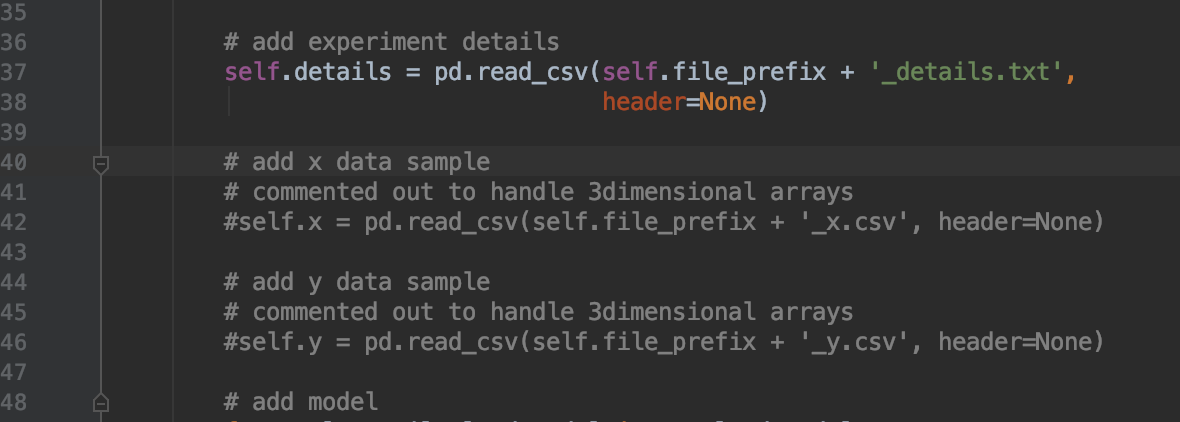 35
36 # add experiment details
37 self.details = pd.read_csv(self.file_prefix + '_details.txt',
38 header=None)
39
40 # add x data sample
41 # commented out to handle 3dimensional arrays
42 #self.x = pd.read_csv(self.file_prefix + '_x.csv', header=None)
43
44 # add y data sample
45 # commented out to handle 3dimensional arrays
46 #self.y = pd.read_csv(self.file_prefix + '_y.csv', header=None)
47
48 # add model